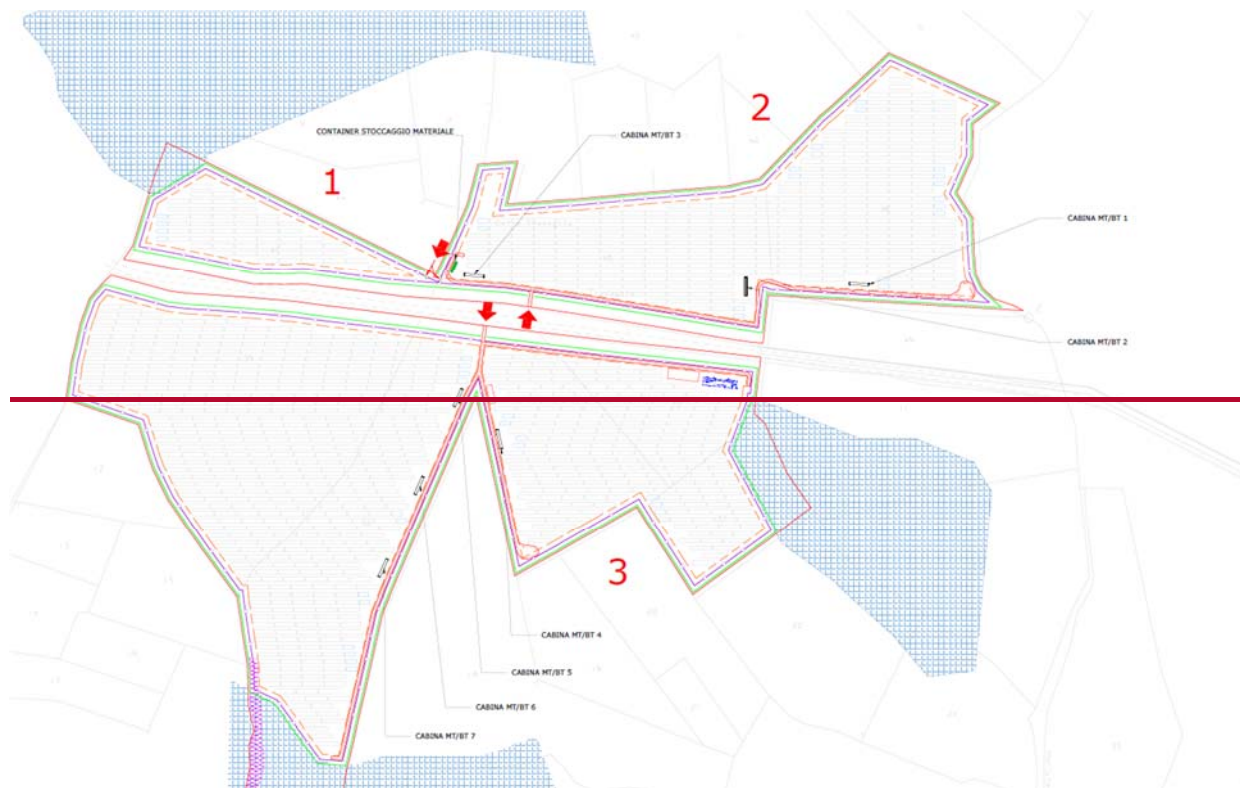 2
CONTAINER STOCCAGGIO MATERIALE
CABINA MT/BT 3
1
CABINA MT/BT 1
CABINA MT/BT 2
3
CABINA MT/BT 4
CABINA MT/BT 5
CABINA MT/BT 6
CABINA MT/BT 7